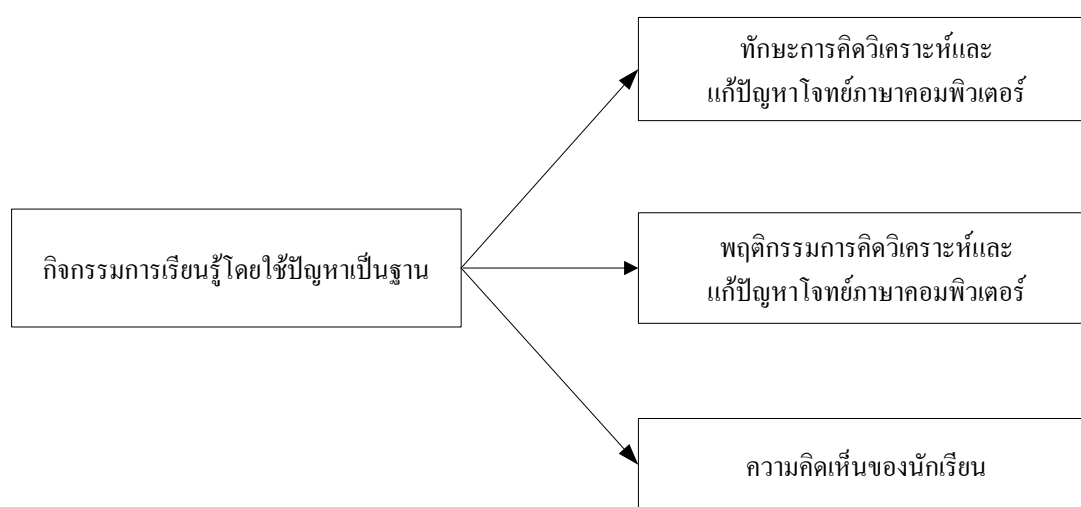 ทักษะการคิดวิเคราะห์และ
แก้ปัญหาโจทย์ภาษาคอมพิวเตอร์
กิจกรรมการเรียนรู้โดยใช้ปัญหาเป็นฐาน
พฤติกรรมการคิดวิเคราะห์และ
แก้ปัญหาโจทย์ภาษาคอมพิวเตอร์
ความคิดเห็นของนักเรียน